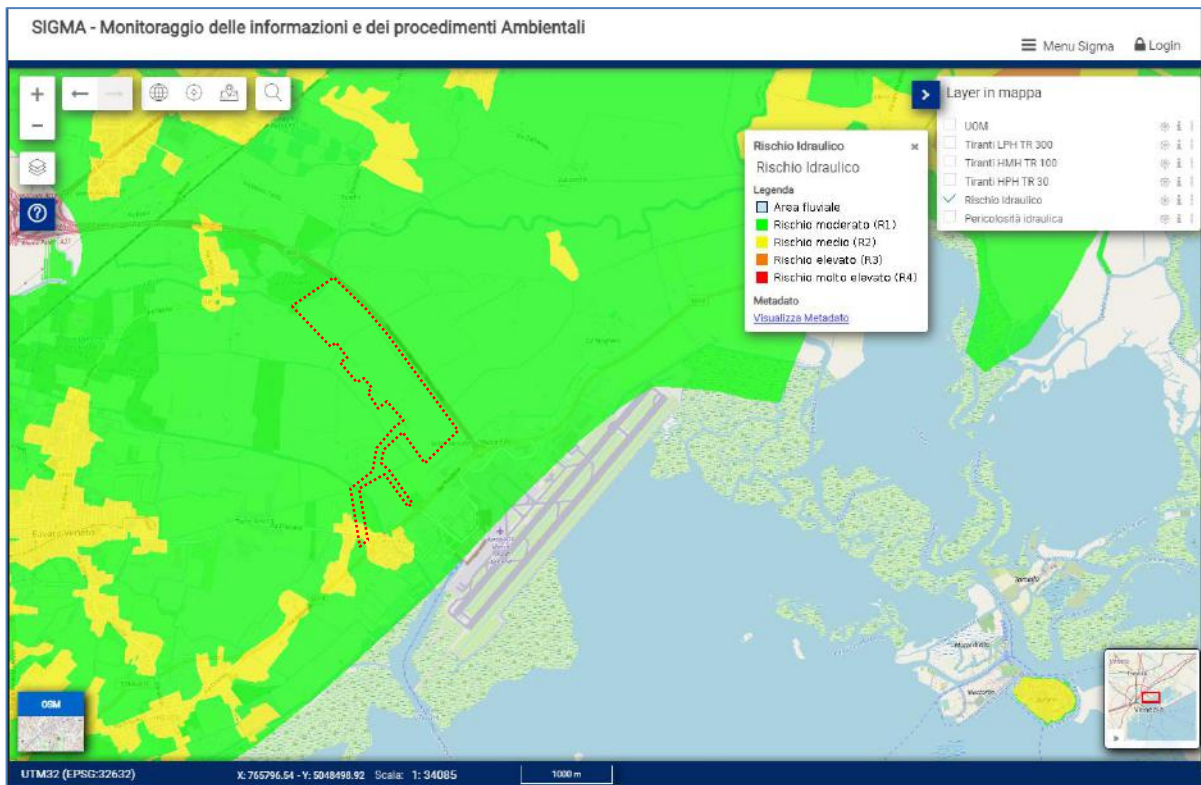 SIGMA - Monitoraggio delle informazioni e dei procedimenti Ambientali
Menu Sigma
Login
Layer in mappa
UOM
Tiranti LPH TR 300
Tiranti HMH TR 100
Tiranti HPH TR 30
Rischio Idraulico
Pericolosità idraulica
Rischio Idraulico
Rischio Idraulico
Legenda
Area fluviale
Rischio moderato (R1)
Rischio medio (R2)
Rischio elevato (R3)
Rischio molto elevato (R4)
Metadato
Visualizza Metadato
Favaro Veneto
OSM
UTM32 (EPSG:32632)
X: 765796.54 - Y: 5048498.92
Scala: 1: 34085
1000 m